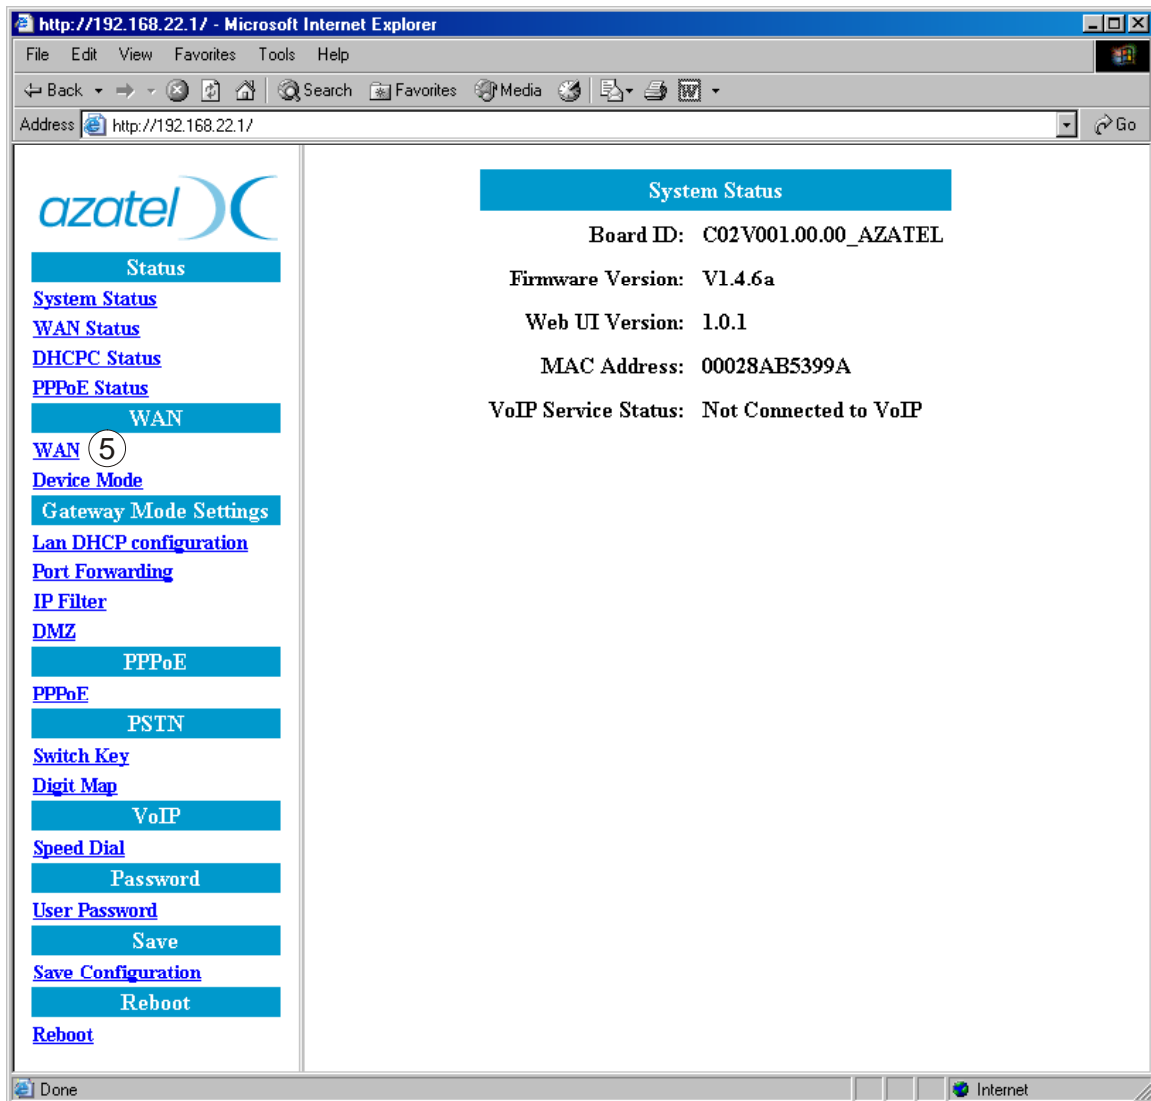 http://192.168.22.1/ - Microsoft Internet Explorer
File Edit View Favorites Tools Help
Back Search Favorites Media
Address http://192.168.22.1/ Go
azatel
Status
System Status
WAN Status
DHCPC Status
PPPoE Status
WAN
WAN 5
Device Mode
Gateway Mode Settings
Lan DHCP configuration
Port Forwarding
IP Filter
DMZ
PPPoE
PPPoE
PSTN
Switch Key
Digit Map
VoIP
Speed Dial
Password
User Password
Save
Save Configuration
Reboot
Reboot
System Status
Board ID: C02V001.00.00_AZATEL
Firmware Version: V1.4.6a
Web UI Version: 1.0.1
MAC Address: 00028AB5399A
VoIP Service Status: Not Connected to VoIP
Done Internet